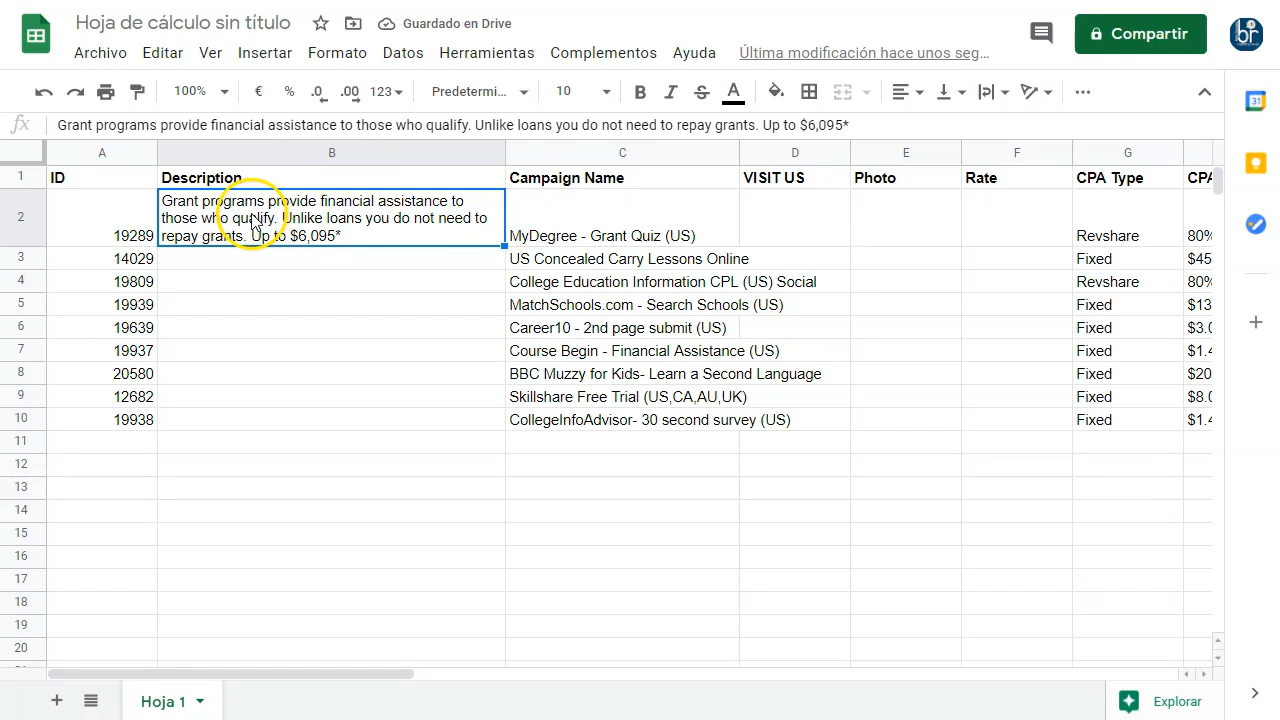 Hoja de cálculo sin título
Guardado en Drive
Compartir
br
Archivo Editar Ver Insertar Formato Datos Herramientas Complementos Ayuda Última modificación hace unos seg...
100% € % .0 .00 123 Predetermi... 10 B I S A
fx Grant programs provide financial assistance to those who qualify. Unlike loans you do not need to repay grants. Up to $6,095*
A B C D E F G
1 ID Description Campaign Name VISIT US Photo Rate CPA Type CPA
Grant programs provide financial assistance to
2 those who qualify. Unlike loans you do not need to
19289 repay grants. Up to $6,095* MyDegree - Grant Quiz (US) Revshare 80%
3 14029 US Concealed Carry Lessons Online Fixed $45
4 19809 College Education Information CPL (US) Social Revshare 80%
5 19939 MatchSchools.com - Search Schools (US) Fixed $13
6 19639 Career10 - 2nd page submit (US) Fixed $3.0
7 19937 Course Begin - Financial Assistance (US) Fixed $1.4
8 20580 BBC Muzzy for Kids- Learn a Second Language Fixed $20
9 12682 Skillshare Free Trial (US,CA,AU,UK) Fixed $8.0
10 19938 CollegeInfoAdvisor- 30 second survey (US) Fixed $1.4
11
12
13
14
15
16
17
18
19
20
Hoja 1
Explorar
31